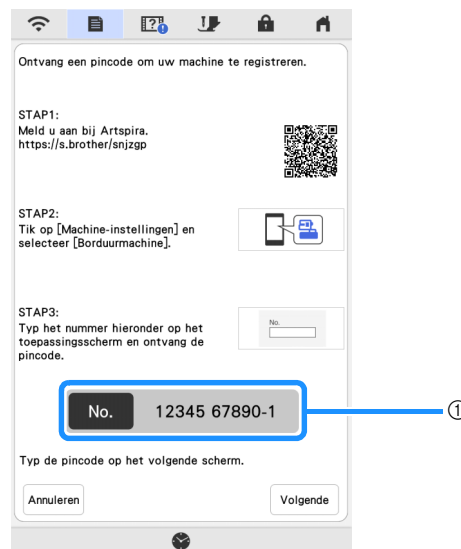 Ontvang een pincode om uw machine te registreren.
STAP1:
Meld u aan bij Artspira.
https://s.brother/snjzgp
STAP2:
Tik op [Machine-instellingen] en
selecteer [Borduurmachine].
STAP3:
Typ het nummer hieronder op het
toepassingsscherm en ontvang de
pincode.
No.
No. 12345 67890-1
①
Typ de pincode op het volgende scherm.
Annuleren
Volgende